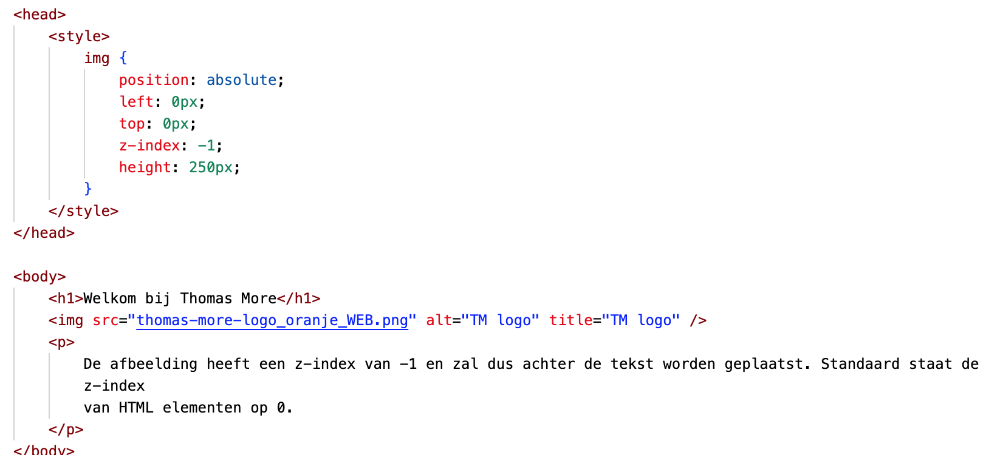 <head>
    <style>
        img {
            position: absolute;
            left: 0px;
            top: 0px;
            z-index: -1;
            height: 250px;
        }
    </style>
</head>

<body>
    <h1>Welkom bij Thomas More</h1>
    <img src="thomas-more-logo_oranje_WEB.png" alt="TM logo" title="TM logo" />
    <p>
        De afbeelding heeft een z-index van -1 en zal dus achter de tekst worden geplaatst. Standaard staat de
        z-index
        van HTML elementen op 0.
    </p>
</body>